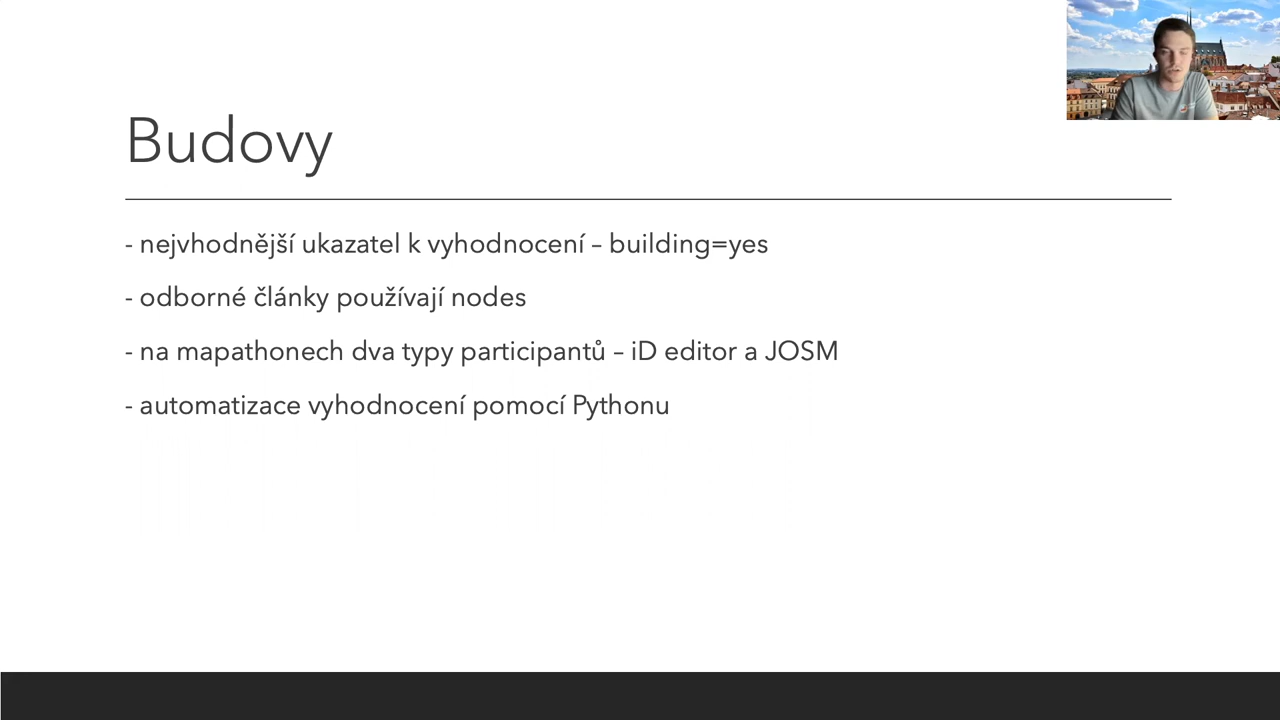 Budovy
- nejvhodnější ukazatel k vyhodnocení – building=yes
- odborné články používají nodes
- na mapathonech dva typy participantů – iD editor a JOSM
- automatizace vyhodnocení pomocí Pythonu